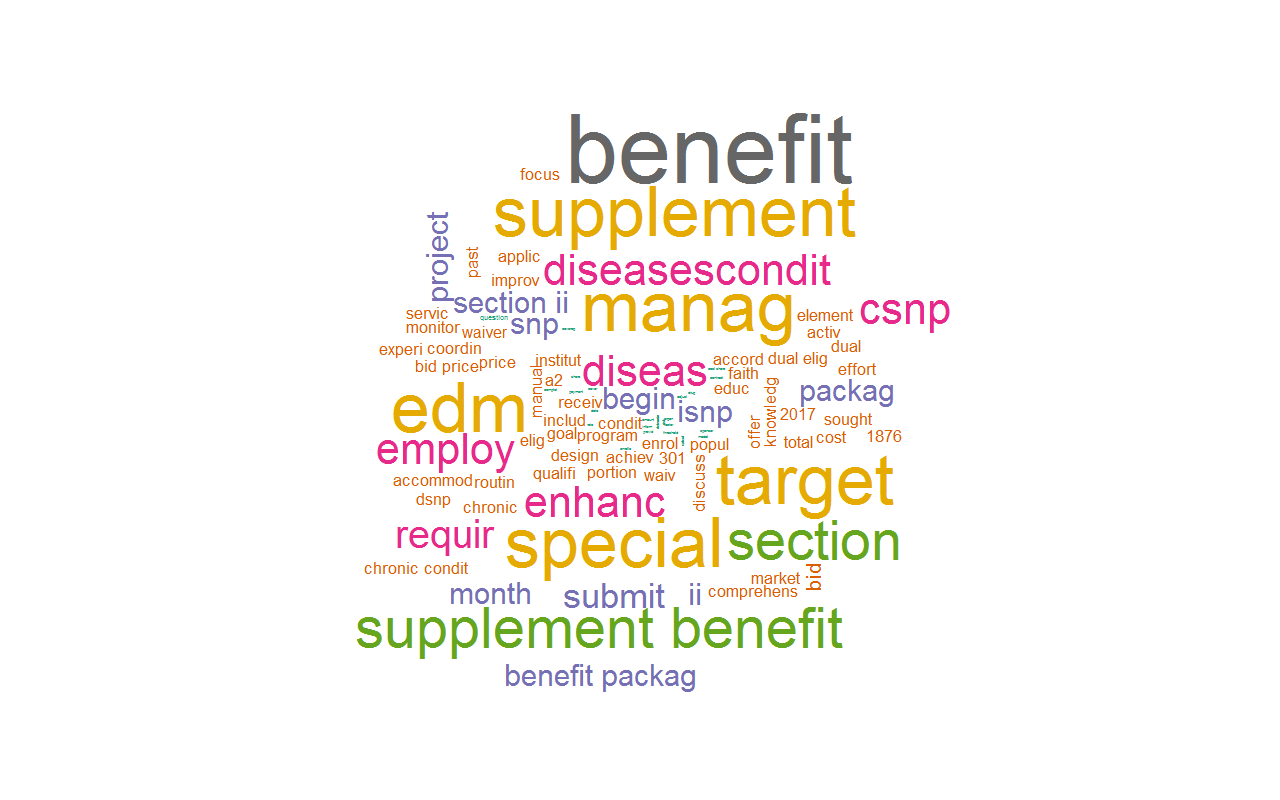 benefit
focus
supplement
project
past
applic
diseasescondit
improv
section ii
manag
csnp
servic
question
snp
element
monitor
waiver
activ
experi
coordin
dual
bid price
price
institut
diseas
accord
dual elig
faith
effort
a2
educ
manual
receiv
begin
isnp
packag
knowledg
edm
includ
condit
offer
2017
sought
employ
elig
goal
program
enrol
popul
total
cost
1876
design
achiev
301
discuss
target
accommod
routin
qualifi
portion
waiv
dsnp
chronic
enhanc
requir
special
section
chronic condit
market
bid
month
submit
ii
comprehens
supplement benefit
benefit packag